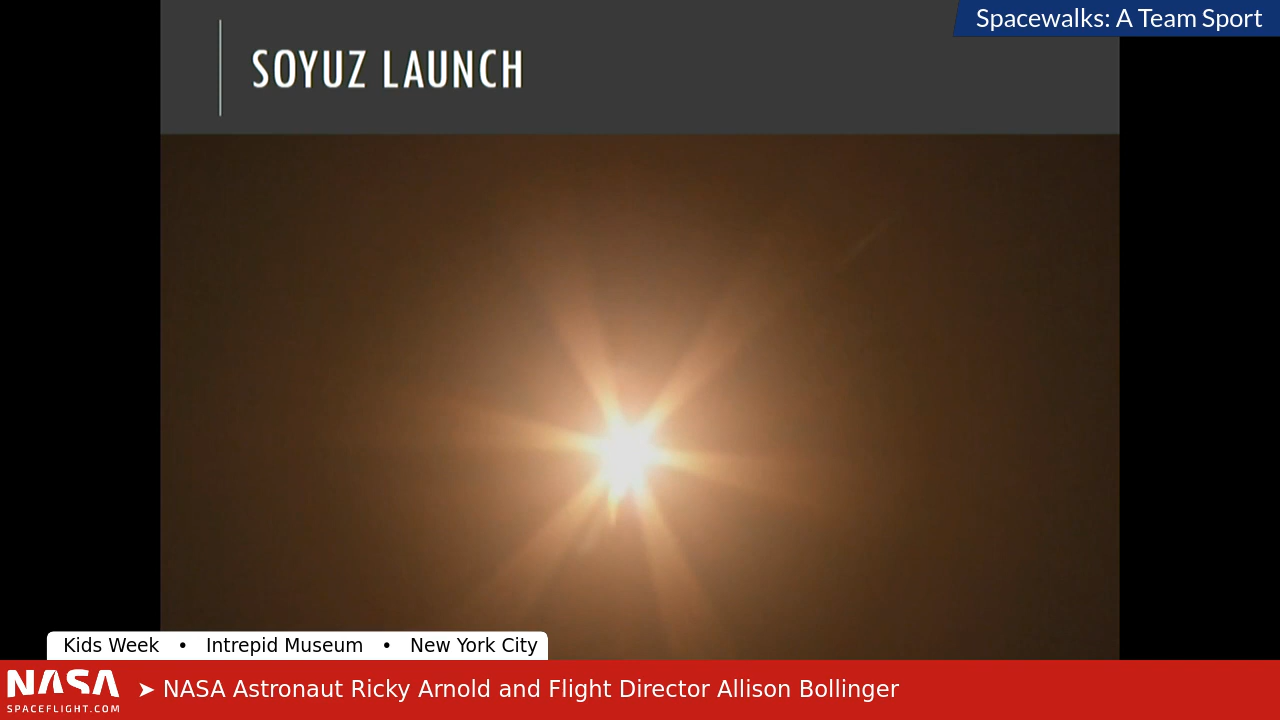 Spacewalks: A Team Sport
SOYUZ LAUNCH
Kids Week • Intrepid Museum • New York City
NASA
SPACEFLIGHT.COM
➤ NASA Astronaut Ricky Arnold and Flight Director Allison Bollinger